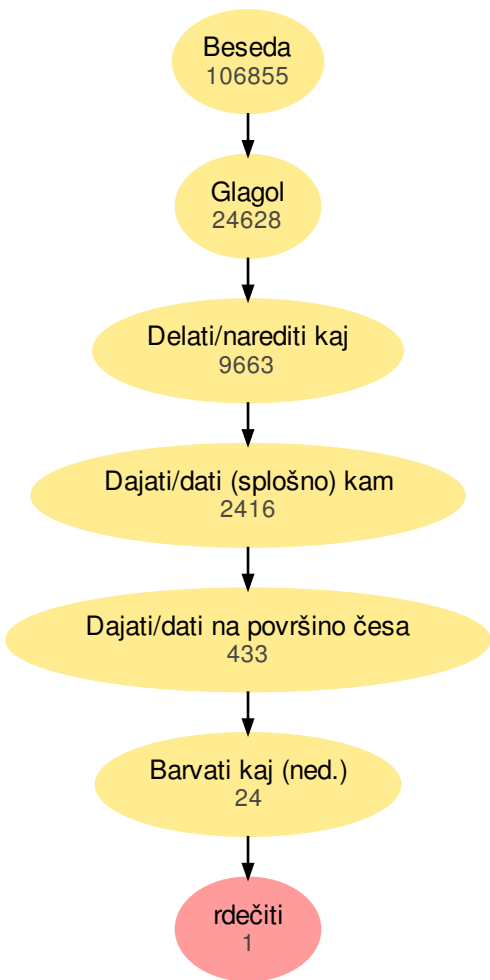 Beseda
106855
Glagol
24628
Delati/narediti kaj
9663
Dajati/dati (splošno) kam
2416
Dajati/dati na površino česa
433
Barvati kaj (ned.)
24
rdečiti
1